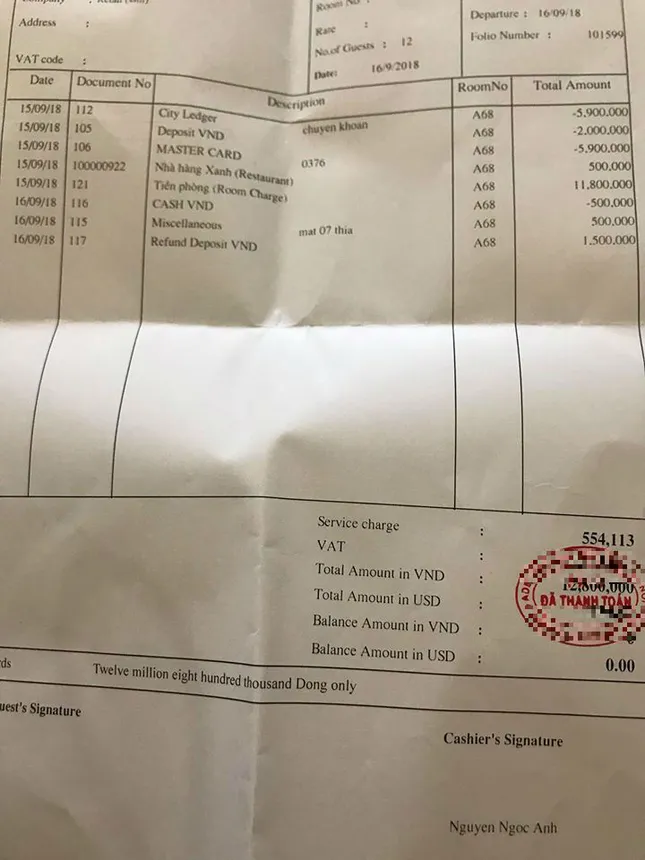 Room No :
Address :
Rate :
Departure : 16/09/18
No.of Guests : 12
Folio Number : 101599
VAT code :
Date: 16/9/2018
Date Document No Description RoomNo Total Amount
15/09/18 112 City Ledger A68 -5,900,000
15/09/18 105 Deposit VND chuyen khoan A68 -2,000,000
15/09/18 106 MASTER CARD A68 -5,900,000
15/09/18 100000922 Nhà hàng Xanh (Restaurant) 0376 A68 500,000
15/09/18 121 Tiền phòng (Room Charge) A68 11,800,000
16/09/18 116 CASH VND A68 -500,000
16/09/18 115 Miscellaneous mat 07 thia A68 500,000
16/09/18 117 Refund Deposit VND A68 1,500,000
Service charge : 554,113
VAT :
Total Amount in VND : 12,800,000
Total Amount in USD :
ĐÃ THANH TOÁN
Balance Amount in VND :
Balance Amount in USD : 0.00
Twelve million eight hundred thousand Dong only
uest's Signature
Cashier's Signature
Nguyen Ngoc Anh